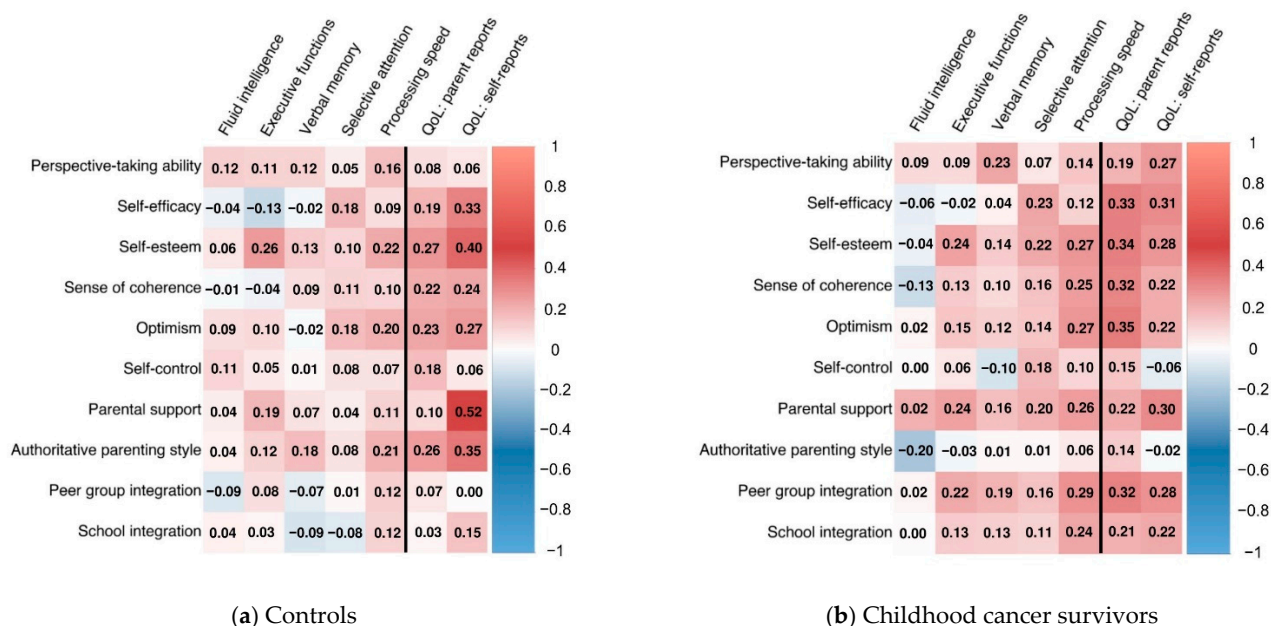 Fluid intelligence
Executive functions
Verbal memory
Selective attention
Processing speed
QoL: parent reports
QoL: self-reports
Perspective-taking ability 0.12 0.11 0.12 0.05 0.16 0.08 0.06
Self-efficacy −0.04 −0.13 −0.02 0.18 0.09 0.19 0.33
Self-esteem 0.06 0.26 0.13 0.10 0.22 0.27 0.40
Sense of coherence −0.01 −0.04 0.09 0.11 0.10 0.22 0.24
Optimism 0.09 0.10 −0.02 0.18 0.20 0.23 0.27
Self-control 0.11 0.05 0.01 0.08 0.07 0.18 0.06
Parental support 0.04 0.19 0.07 0.04 0.11 0.10 0.52
Authoritative parenting style 0.04 0.12 0.18 0.08 0.21 0.26 0.35
Peer group integration −0.09 0.08 −0.07 0.01 0.12 0.07 0.00
School integration 0.04 0.03 −0.09 −0.08 0.12 0.03 0.15
1
0.8
0.6
0.4
0.2
0
−0.2
−0.4
−0.6
−0.8
−1
(a) Controls
Fluid intelligence
Executive functions
Verbal memory
Selective attention
Processing speed
QoL: parent reports
QoL: self-reports
Perspective-taking ability 0.09 0.09 0.23 0.07 0.14 0.19 0.27
Self-efficacy −0.06 −0.02 0.04 0.23 0.12 0.33 0.31
Self-esteem −0.04 0.24 0.14 0.22 0.27 0.34 0.28
Sense of coherence −0.13 0.13 0.10 0.16 0.25 0.32 0.22
Optimism 0.02 0.15 0.12 0.14 0.27 0.35 0.22
Self-control 0.00 0.06 −0.10 0.18 0.10 0.15 −0.06
Parental support 0.02 0.24 0.16 0.20 0.26 0.22 0.30
Authoritative parenting style −0.20 −0.03 0.01 0.01 0.06 0.14 −0.02
Peer group integration 0.02 0.22 0.19 0.16 0.29 0.32 0.28
School integration 0.00 0.13 0.13 0.11 0.24 0.21 0.22
1
0.8
0.6
0.4
0.2
0
−0.2
−0.4
−0.6
−0.8
−1
(b) Childhood cancer survivors